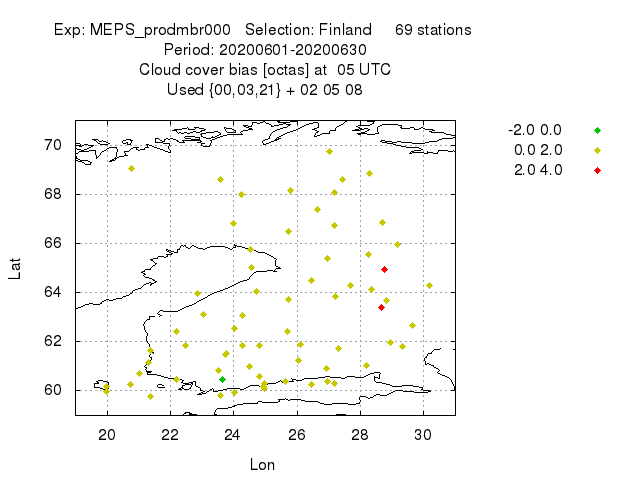 Exp: MEPS_prodmbr000 Selection: Finland 69 stations
Period: 20200601-20200630
Cloud cover bias [octas] at 05 UTC
Used {00,03,21} + 02 05 08
-2.0 0.0
0.0 2.0
2.0 4.0
70
68
66
64
62
60
Lat
20 22 24 26 28 30
Lon